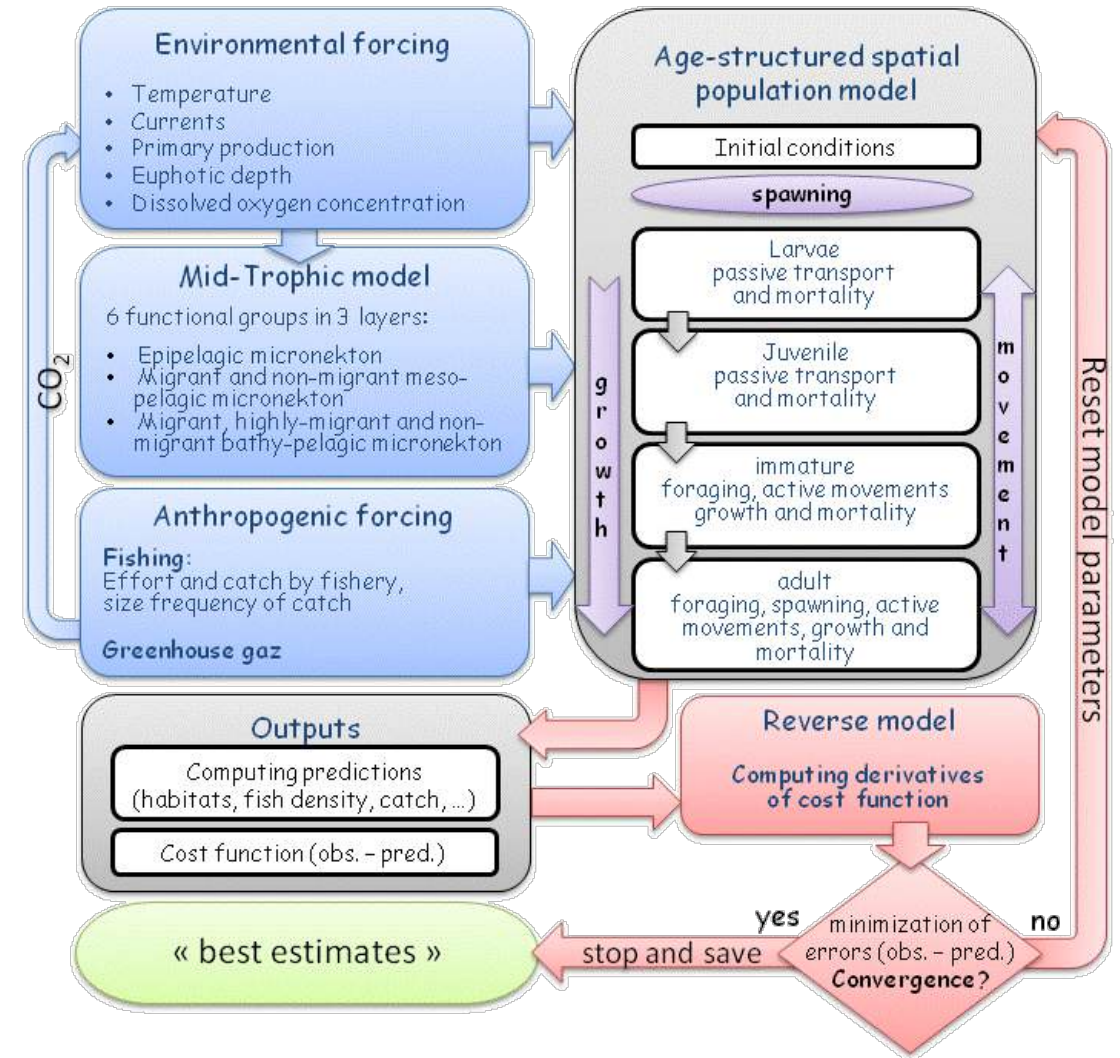 Environmental forcing
• Temperature
• Currents
• Primary production
• Euphotic depth
• Dissolved oxygen concentration
Mid-Trophic model
6 functional groups in 3 layers:
• Epipelagic micronekton
• Migrant and non-migrant meso-
pelagic micronekton
• Migrant, highly-migrant and non-
migrant bathy-pelagic micronekton
Anthropogenic forcing
Fishing:
Effort and catch by fishery,
size frequency of catch
Greenhouse gaz
CO2
Age-structured spatial
population model
Initial conditions
spawning
Larvae
passive transport
and mortality
Juvenile
passive transport
and mortality
immature
foraging, active movements
growth and mortality
adult
foraging, spawning, active
movements, growth and
mortality
growth
movement
Reset model parameters
Outputs
Computing predictions
(habitats, fish density, catch, …)
Cost function (obs. – pred.)
Reverse model
Computing derivatives
of cost function
minimization of
errors (obs. – pred.)
Convergence?
yes
no
stop and save
« best estimates »